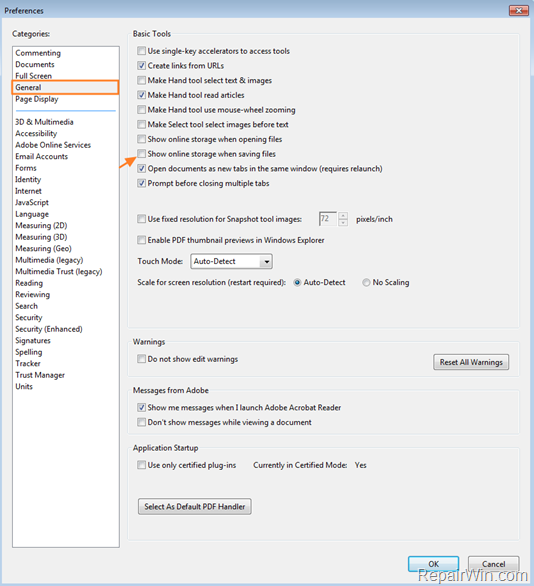 Preferences
Categories:
Commenting
Documents
Full Screen
General
Page Display
3D & Multimedia
Accessibility
Adobe Online Services
Email Accounts
Forms
Identity
Internet
JavaScript
Language
Measuring (2D)
Measuring (3D)
Measuring (Geo)
Multimedia (legacy)
Multimedia Trust (legacy)
Reading
Reviewing
Search
Security
Security (Enhanced)
Signatures
Spelling
Tracker
Trust Manager
Units
Basic Tools
Use single-key accelerators to access tools
Create links from URLs
Make Hand tool select text & images
Make Hand tool read articles
Make Hand tool use mouse-wheel zooming
Make Select tool select images before text
Show online storage when opening files
Show online storage when saving files
Open documents as new tabs in the same window (requires relaunch)
Prompt before closing multiple tabs
Use fixed resolution for Snapshot tool images: 72 pixels/inch
Enable PDF thumbnail previews in Windows Explorer
Touch Mode: Auto-Detect
Scale for screen resolution (restart required): Auto-Detect No Scaling
Warnings
Do not show edit warnings
Reset All Warnings
Messages from Adobe
Show me messages when I launch Adobe Acrobat Reader
Don't show messages while viewing a document
Application Startup
Use only certified plug-ins Currently in Certified Mode: Yes
Select As Default PDF Handler
OK Cancel
RepairWin.com